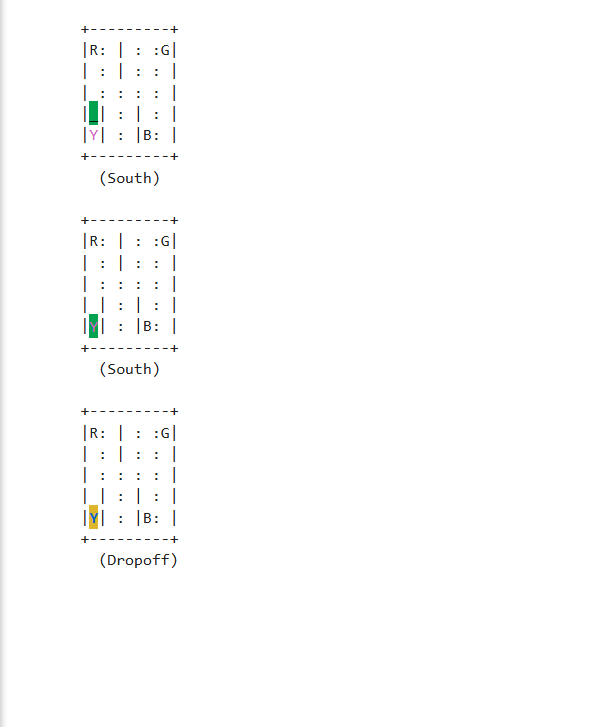 +---------+
|R: | : :G|
| : | : : |
| : : : : |
|_| : | : |
|Y| : |B: |
+---------+
  (South)

+---------+
|R: | : :G|
| : | : : |
| : : : : |
| | : | : |
|Y| : |B: |
+---------+
  (South)

+---------+
|R: | : :G|
| : | : : |
| : : : : |
| | : | : |
|Y| : |B: |
+---------+
  (Dropoff)